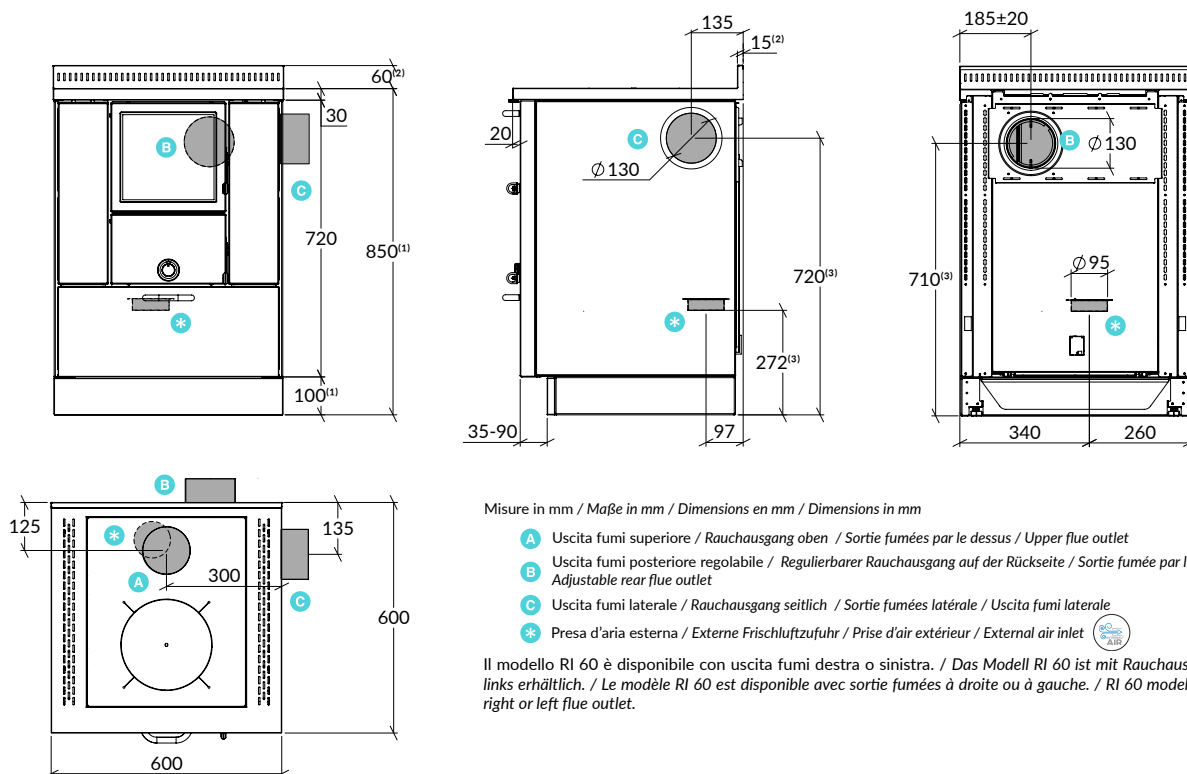 60(2)
30
B
C
720
850(1)
*
100(1)
135
15(2)
20
C
Ø 130
720(3)
*
272(3)
35-90
97
185±20
B
Ø 130
710(3)
Ø 95
*
340
260
B
125
*
A
135
300
C
600
600
Misure in mm / Maße in mm / Dimensions en mm / Dimensions in mm
A Uscita fumi superiore / Rauchausgang oben / Sortie fumées par le dessus / Upper flue outlet
B Uscita fumi posteriore regolabile / Regulierbarer Rauchausgang auf der Rückseite / Sortie fumée par l
Adjustable rear flue outlet
C Uscita fumi laterale / Rauchausgang seitlich / Sortie fumées latérale / Uscita fumi laterale
* Presa d'aria esterna / Externe Frischluftzufuhr / Prise d'air extérieur / External air inlet AIR
Il modello RI 60 è disponibile con uscita fumi destra o sinistra. / Das Modell RI 60 ist mit Rauchaus
links erhältlich. / Le modèle RI 60 est disponible avec sortie fumées à droite ou à gauche. / RI 60 model
right or left flue outlet.